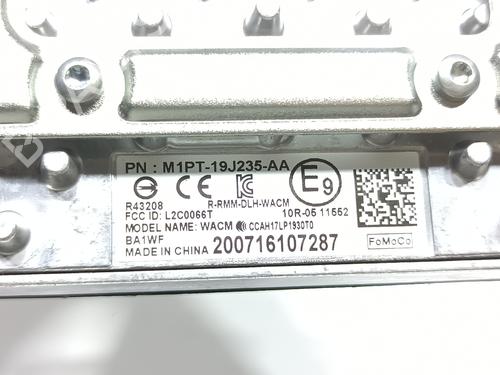 PN : M1PT-19J235-AA
E9
R43208 R-RMM-DLH-WACM
FCC ID: L2C0066T 10R-05 11552
MODEL NAME: WACM CCAH17LP1930T0
BA1WF
MADE IN CHINA 200716107287
FoMoCo